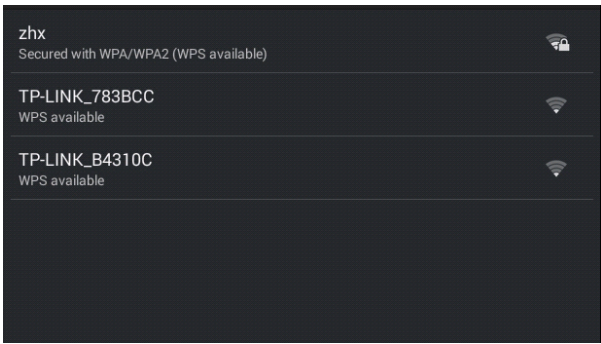 zhx
Secured with WPA/WPA2 (WPS available)
TP-LINK_783BCC
WPS available
TP-LINK_B4310C
WPS available